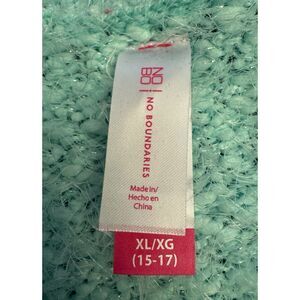 NO
BO
NO BOUNDARIES
Made in/
Hecho en
China
XL/XG
(15-17)